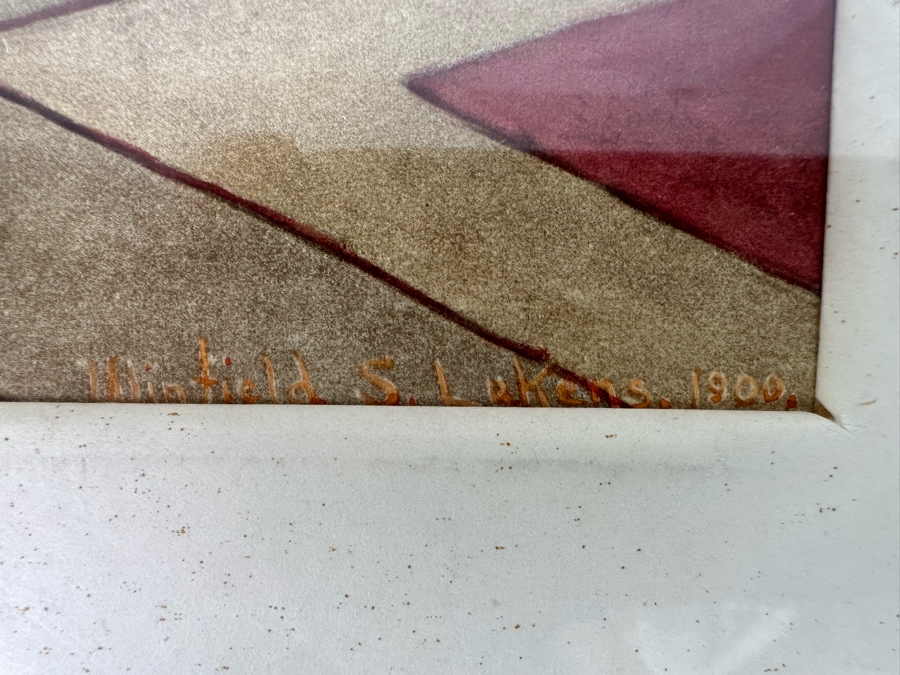 Winfield S. Lukens. 1900.